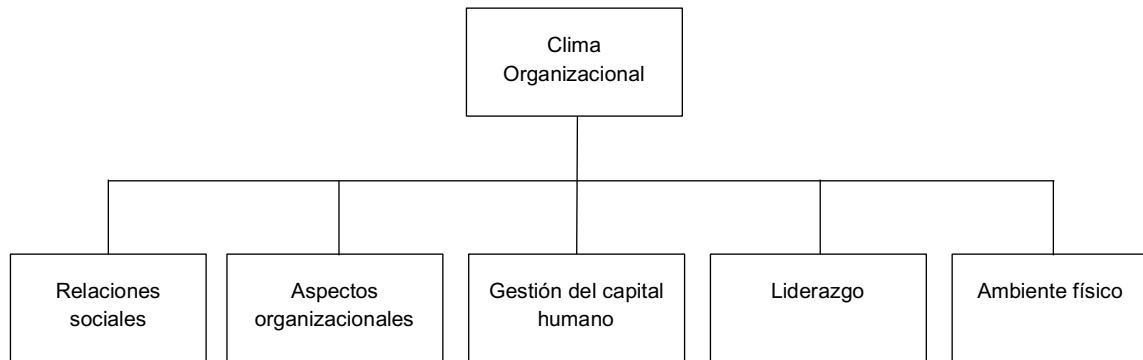 Clima
Organizacional
Relaciones
sociales
Aspectos
organizacionales
Gestión del capital
humano
Liderazgo
Ambiente físico